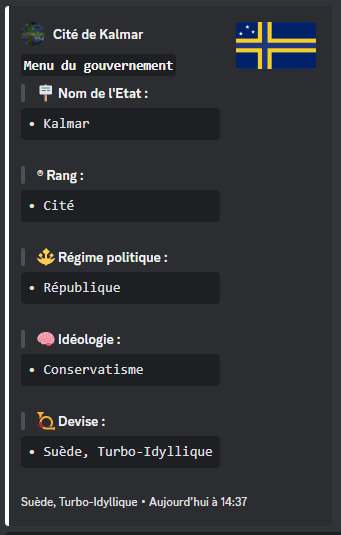 Cité de Kalmar
Menu du gouvernement
Nom de l'Etat :
• Kalmar
® Rang :
• Cité
Régime politique :
• République
Idéologie :
• Conservatisme
Devise :
• Suède, Turbo-Idyllique
Suède, Turbo-Idyllique • Aujourd'hui à 14:37